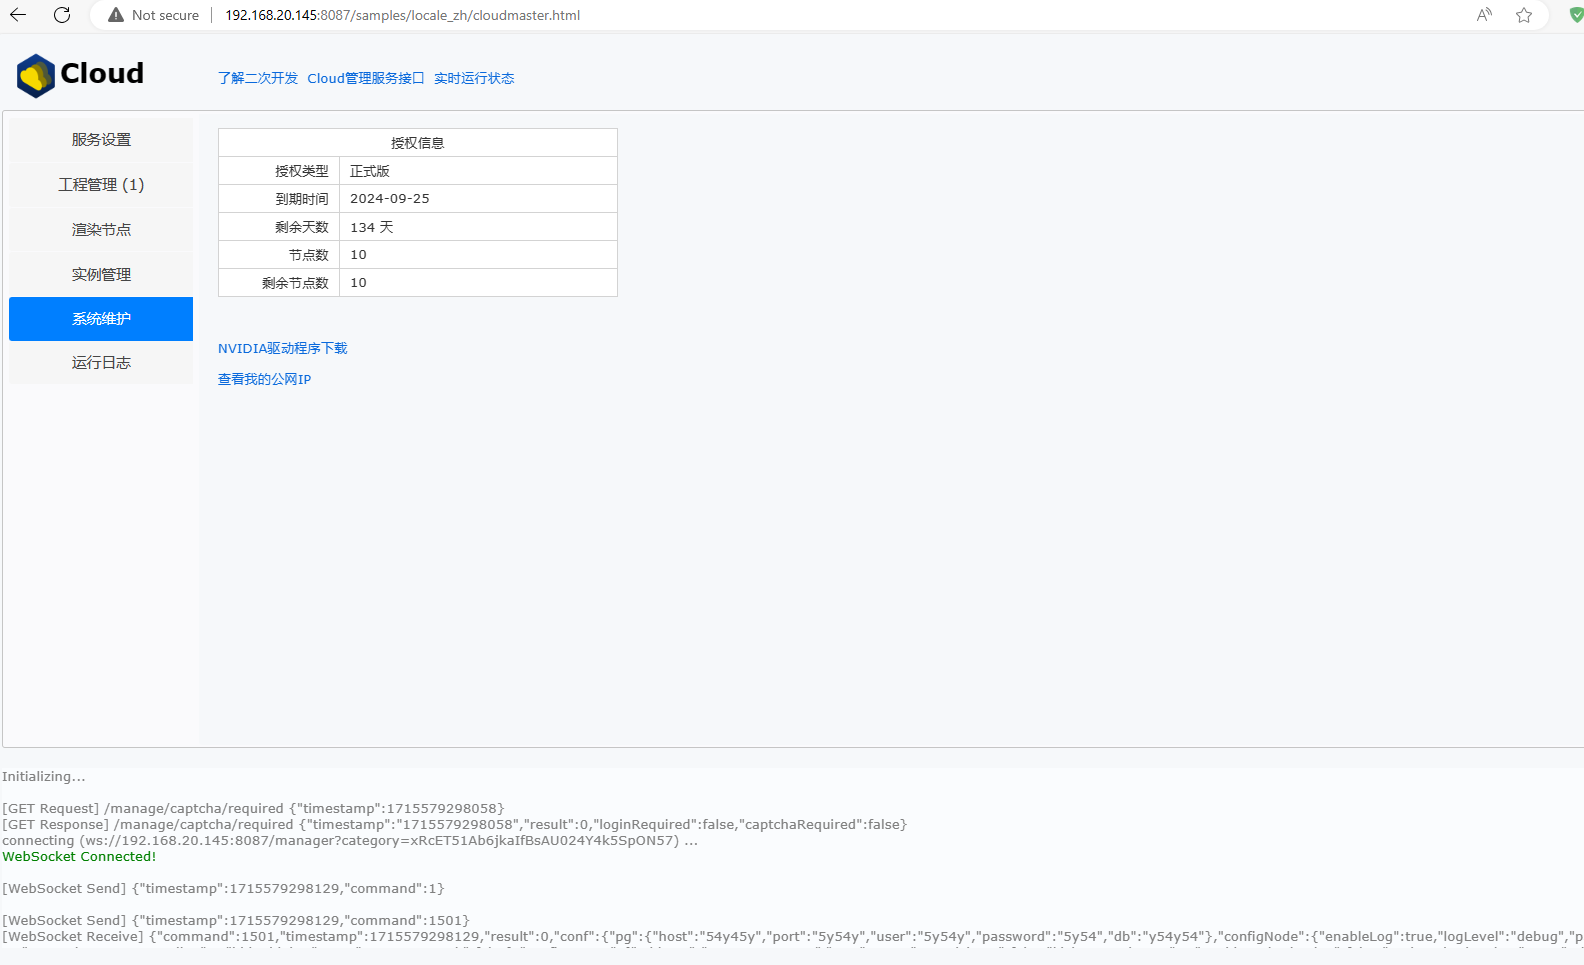 Not secure 192.168.20.145:8087/samples/locale_zh/cloudmaster.html
Cloud
了解二次开发 Cloud管理服务接口 实时运行状态
服务设置
工程管理 (1)
渲染节点
实例管理
系统维护
运行日志
授权信息
授权类型 正式版
到期时间 2024-09-25
剩余天数 134 天
节点数 10
剩余节点数 10
NVIDIA驱动程序下载
查看我的公网IP
Initializing...
[GET Request] /manage/captcha/required {"timestamp":1715579298058}
[GET Response] /manage/captcha/required {"timestamp":"1715579298058","result":0,"loginRequired":false,"captchaRequired":false}
connecting (ws://192.168.20.145:8087/manager?category=xRcET51Ab6jkaIfBsAU024Y4k5SpON57) ...
WebSocket Connected!
[WebSocket Send] {"timestamp":1715579298129,"command":1}
[WebSocket Send] {"timestamp":1715579298129,"command":1501}
[WebSocket Receive] {"command":1501,"timestamp":1715579298129,"result":0,"conf":{"pg":{"host":"54y45y","port":"5y54y","user":"5y54y","password":"5y54","db":"y54y54"},"configNode":{"enableLog":true,"logLevel":"debug","p